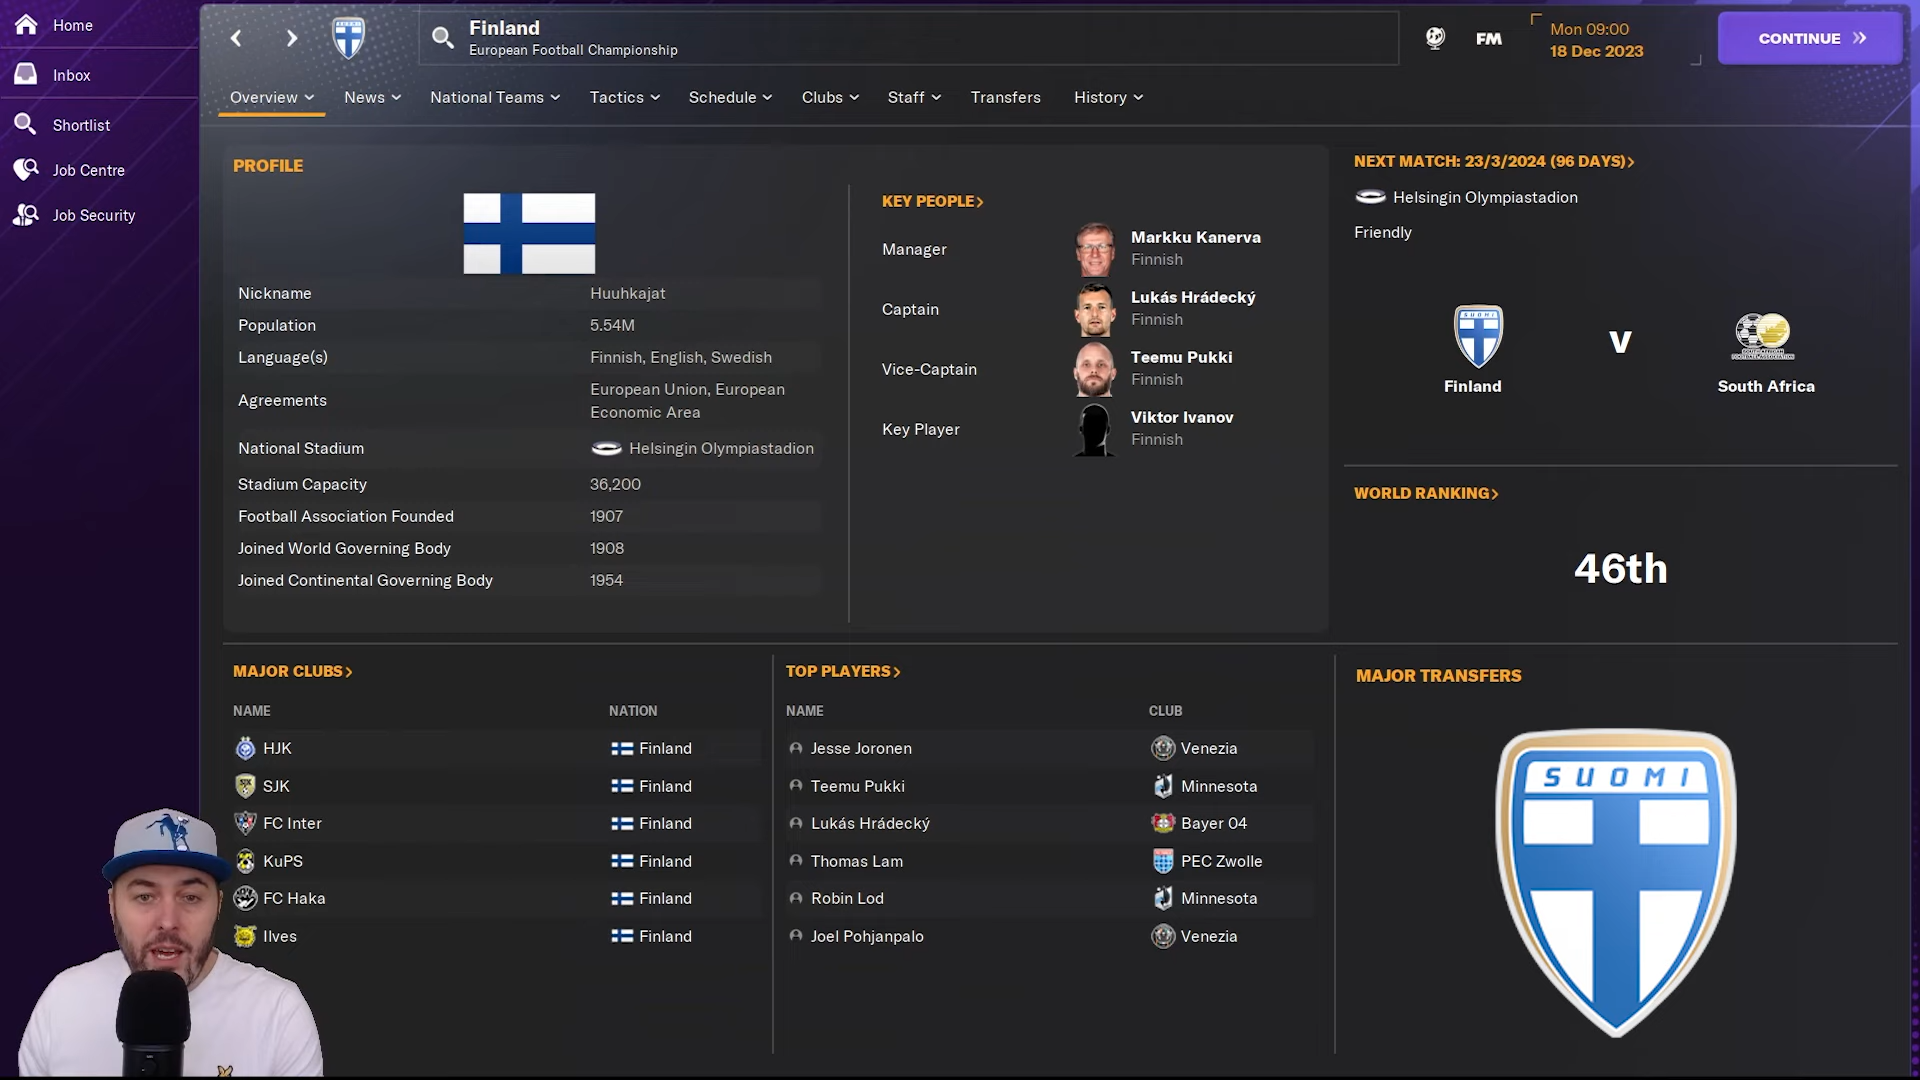 Home
Inbox
Shortlist
Job Centre
Job Security
Finland
European Football Championship
FM
Mon 09:00
18 Dec 2023
CONTINUE
Overview
News
National Teams
Tactics
Schedule
Clubs
Staff
Transfers
History
PROFILE
Nickname Huuhkajat
Population 5.54M
Language(s) Finnish, English, Swedish
Agreements European Union, European
Economic Area
National Stadium Helsingin Olympiastadion
Stadium Capacity 36,200
Football Association Founded 1907
Joined World Governing Body 1908
Joined Continental Governing Body 1954
KEY PEOPLE
Manager Markku Kanerva
Finnish
Captain Lukás Hrádecký
Finnish
Vice-Captain Teemu Pukki
Finnish
Key Player Viktor Ivanov
Finnish
NEXT MATCH: 23/3/2024 (96 DAYS)
Helsingin Olympiastadion
Friendly
SUOMI
v
Finland South Africa
WORLD RANKING
46th
MAJOR CLUBS
NAME NATION
HJK Finland
SJK Finland
FC Inter Finland
KuPS Finland
FC Haka Finland
Ilves Finland
TOP PLAYERS
NAME CLUB
Jesse Joronen Venezia
Teemu Pukki Minnesota
Lukás Hrádecký Bayer 04
Thomas Lam PEC Zwolle
Robin Lod Minnesota
Joel Pohjanpalo Venezia
MAJOR TRANSFERS
SUOMI